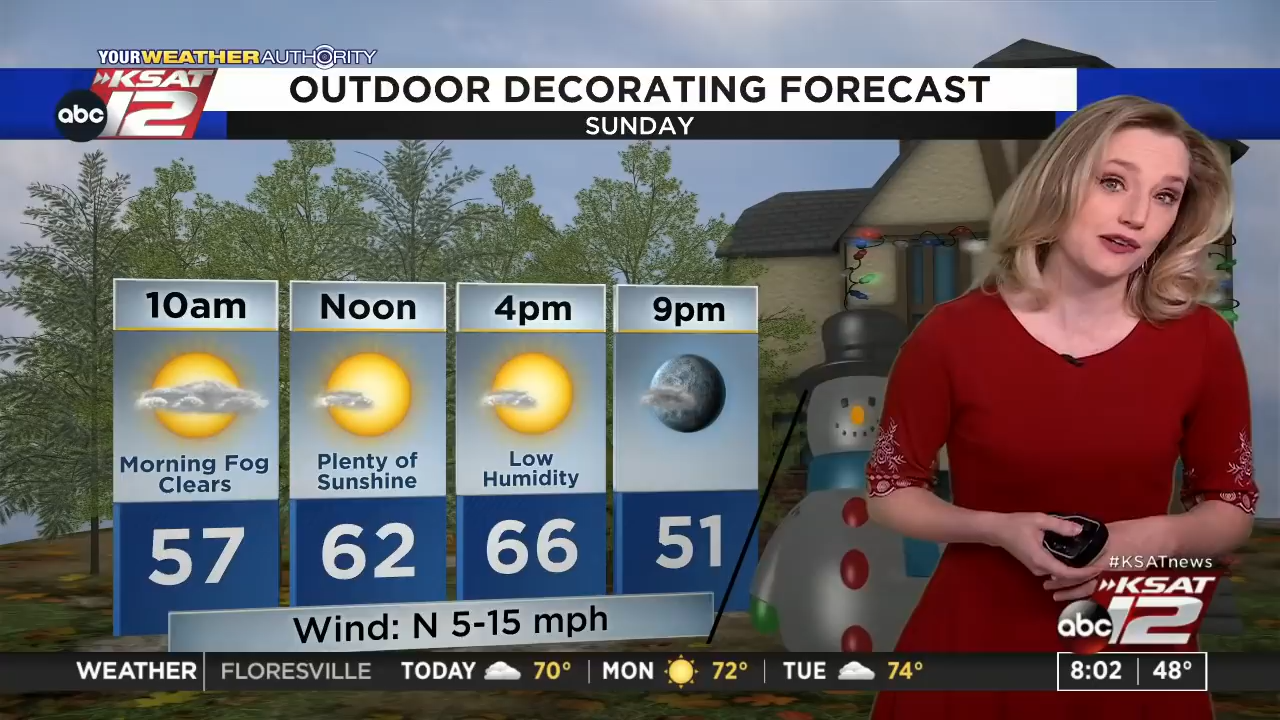 YOUR WEATHER AUTHORITY
KSAT
abc 12
OUTDOOR DECORATING FORECAST
SUNDAY
10am Noon 4pm 9pm
Morning Fog Clears
Plenty of Sunshine
Low Humidity
57 62 66 51
Wind: N 5-15 mph
#KSATnews
KSAT
abc 12
WEATHER FLORESVILLE TODAY 70° MON 72° TUE 74° 8:02 48°